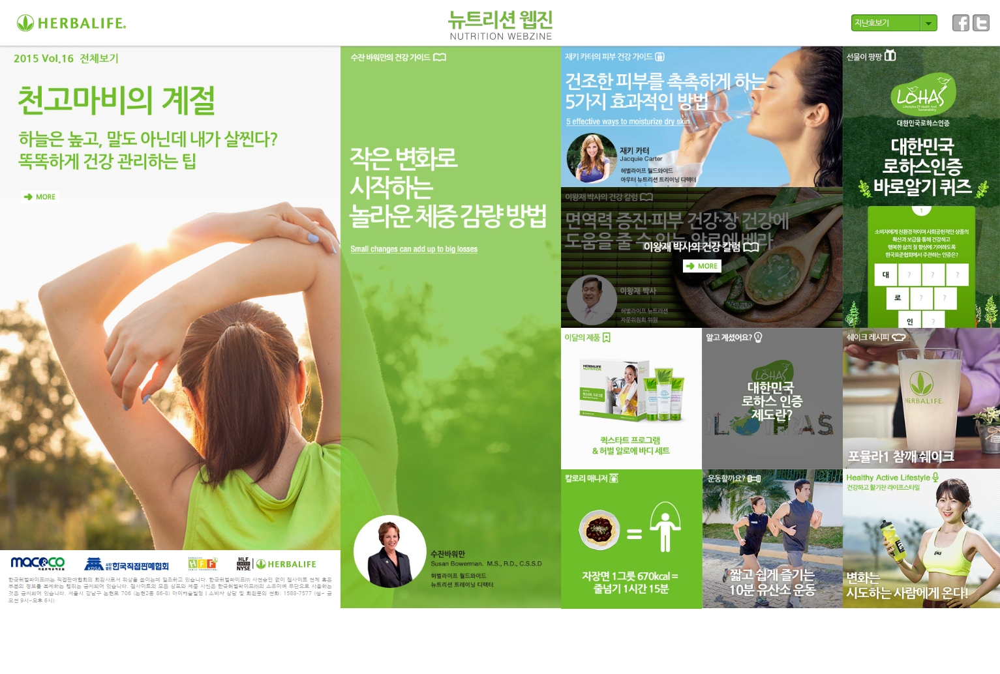 HERBALIFE.
뉴트리션 웹진
NUTRITION WEBZINE
지난호보기
2015 Vol.16 전체보기
천고마비의 계절
하늘은 높고, 말도 아닌데 내가 살찐다?
똑똑하게 건강 관리하는 팁
MORE
수잔 바워만의 건강 가이드
작은 변화로
시작하는
놀라운 체중 감량 방법
Small changes can add up to big losses
수잔바워만
Susan Bowerman. M.S., R.D., C.S.S.D
허벌라이프 월드와이드
뉴트리션 트레이닝 디렉터
재키 카터의 피부 건강 가이드
건조한 피부를 촉촉하게 하는
5가지 효과적인 방법
5 effective ways to moisturize dry skin
재키 카터
Jacquie Carter
허벌라이프 월드와이드
아우터 뉴트리션 트리이닝 디렉터
이왕재 박사의 건강 칼럼
면역력 증진·피부 건강·장 건강에
도움을 줄 수 있는 알로에 베라
이왕재 박사의 건강 칼럼
MORE
이왕재 박사
허벌라이프 뉴트리션
자문위원회 위원
선물이 팡팡
LOHAS
Lifestyles Of Health And
Sustainability
대한민국로하스인증
대한민국
로하스인증
바로알기 퀴즈
1
소비자에게 친환경적이며 사회공헌적인 상품의
확산과 보급을 통해 건강하고
행복한 삶의 질 향상에 기여하도록
한국표준협회에서 주관하는 인증은?
대 ? ? ?
로 ? ?
인 ?
이달의 제품
HERBALIFE
NUTRITION
퀵스타트 프로그램
퀵스타트 프로그램
& 허벌 알로에 바디 세트
알고 계셨어요?
LOHAS
대한민국
로하스 인증
제도란?
LOHAS
쉐이크 레시피
HERBALIFE.
포뮬라1 참깨 쉐이크
칼로리 매니저
=
자장면 1그릇 670kcal =
줄넘기 1시간 15분
운동할까요?
짧고 쉽게 즐기는
10분 유산소 운동
Healthy Active Lifestyle
건강하고 활기찬 라이프스타일
변화는
시도하는 사람에게 온다!
MAC&CO
KDSA 사단법인 한국직접판매협회
HFF
HLF
LISTED
NYSE
HERBALIFE
한국허벌라이프㈜는 직접판매협회의 회원사로서 위상을 높이는데 일조하고 있습니다. 한국허벌라이프㈜ 사전승인 없이 웹사이트 전체 혹은
부분의 정보를 복제하는 행위는 금지되어 있습니다. 웹사이트의 모든 상표와 제품 사진은 한국허벌라이프㈜의 소유이며 무단으로 사용하는
것은 금지되어 있습니다. 서울시 강남구 논현로 706 (논현2동 86-8) 아이캐슬빌딩 | 소비자 상담 및 회원문의 전화: 1588-7577 (월~ 금
오전 9시~오후 6시)